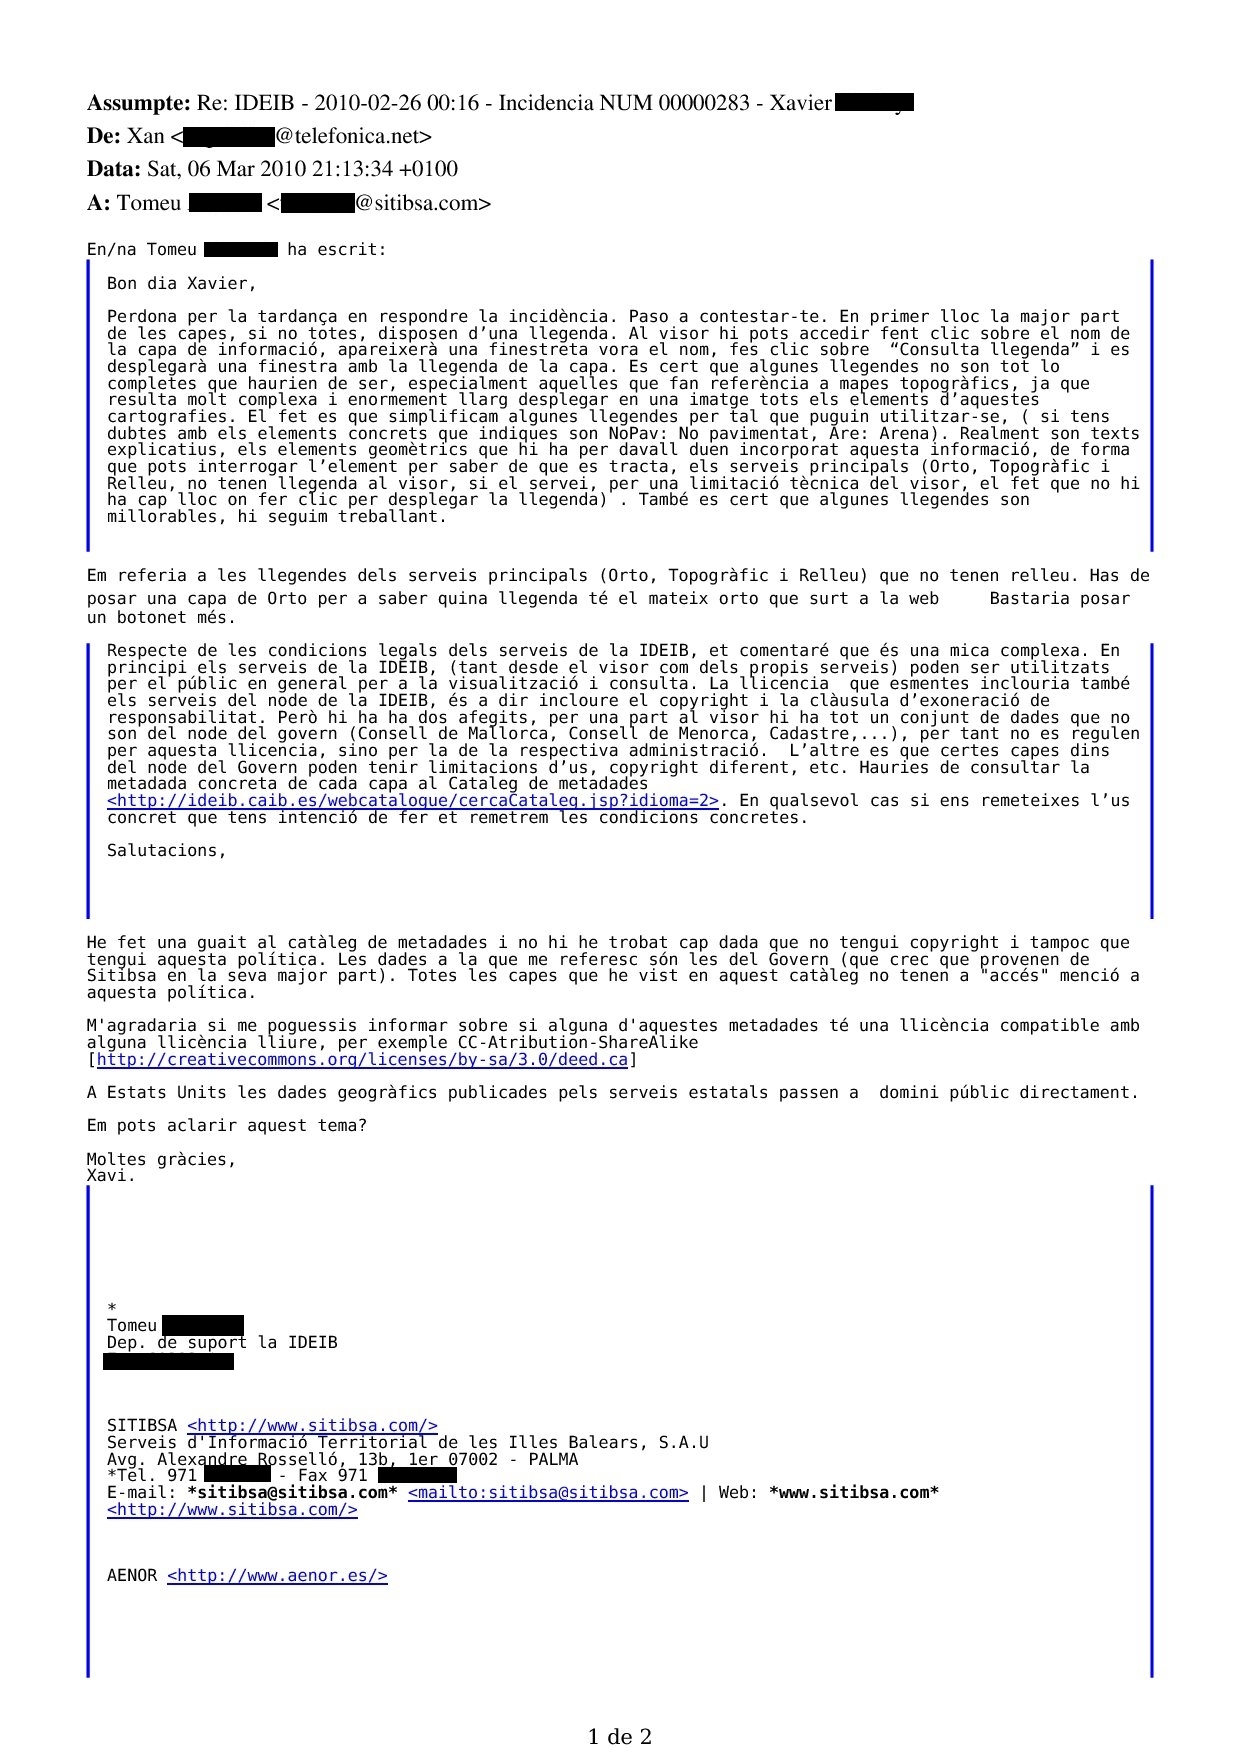 Assumpte: Re: IDEIB - 2010-02-26 00:16 - Incidencia NUM 00000283 - Xavier
De: Xan < @telefonica.net>
Data: Sat, 06 Mar 2010 21:13:34 +0100
A: Tomeu < @sitibsa.com>
En/na Tomeu ha escrit:
Bon dia Xavier,
Perdona per la tardança en respondre la incidència. Paso a contestar-te. En primer lloc la major part
de les capes, si no totes, disposen d’una llegenda. Al visor hi pots accedir fent clic sobre el nom de
la capa de informació, apareixerà una finestreta vora el nom, fes clic sobre “Consulta llegenda” i es
desplegarà una finestra amb la llegenda de la capa. Es cert que algunes llegendes no son tot lo
completes que haurien de ser, especialment aquelles que fan referència a mapes topogràfics, ja que
resulta molt complexa i enormement llarg desplegar en una imatge tots els elements d’aquestes
cartografies. El fet es que simplificam algunes llegendes per tal que puguin utilitzar-se, ( si tens
dubtes amb els elements concrets que indiques son NoPav: No pavimentat, Are: Arena). Realment son texts
explicatius, els elements geomètrics que hi ha per davall duen incorporat aquesta informació, de forma
que pots interrogar l’element per saber de que es tracta, els serveis principals (Orto, Topogràfic i
Relleu, no tenen llegenda al visor, si el servei, per una limitació tècnica del visor, el fet que no hi
ha cap lloc on fer clic per desplegar la llegenda) . També es cert que algunes llegendes son
millorables, hi seguim treballant.
Em referia a les llegendes dels serveis principals (Orto, Topogràfic i Relleu) que no tenen relleu. Has de
posar una capa de Orto per a saber quina llegenda té el mateix orto que surt a la web Bastaria posar
un botonet més.
Respecte de les condicions legals dels serveis de la IDEIB, et comentaré que és una mica complexa. En
principi els serveis de la IDEIB, (tant desde el visor com dels propis serveis) poden ser utilitzats
per el públic en general per a la visualització i consulta. La llicencia que esmentes inclouria també
els serveis del node de la IDEIB, és a dir incloure el copyright i la clàusula d’exoneració de
responsabilitat. Però hi ha ha dos afegits, per una part al visor hi ha tot un conjunt de dades que no
son del node del govern (Consell de Mallorca, Consell de Menorca, Cadastre,...), per tant no es regulen
per aquesta llicencia, sino per la de la respectiva administració. L’altre es que certes capes dins
del node del Govern poden tenir limitacions d’us, copyright diferent, etc. Hauries de consultar la
metadada concreta de cada capa al Cataleg de metadades
<http://ideib.caib.es/webcatalogue/cercaCataleg.jsp?idioma=2>. En qualsevol cas si ens remeteixes l’us
concret que tens intenció de fer et remetrem les condicions concretes.
Salutacions,
He fet una guait al catàleg de metadades i no hi he trobat cap dada que no tengui copyright i tampoc que
tengui aquesta política. Les dades a la que me referesc són les del Govern (que crec que provenen de
Sitibsa en la seva major part). Totes les capes que he vist en aquest catàleg no tenen a "accés" menció a
aquesta política.
M'agradaria si me poguessis informar sobre si alguna d'aquestes metadades té una llicència compatible amb
alguna llicència lliure, per exemple CC-Atribution-ShareAlike
[http://creativecommons.org/licenses/by-sa/3.0/deed.ca]
A Estats Units les dades geogràfics publicades pels serveis estatals passen a domini públic directament.
Em pots aclarir aquest tema?
Moltes gràcies,
Xavi.
*
Tomeu
Dep. de suport la IDEIB
SITIBSA <http://www.sitibsa.com/>
Serveis d'Informació Territorial de les Illes Balears, S.A.U
Avg. Alexandre Rosselló, 13b, 1er 07002 - PALMA
*Tel. 971 - Fax 971
E-mail: *sitibsa@sitibsa.com* <mailto:sitibsa@sitibsa.com> | Web: *www.sitibsa.com*
<http://www.sitibsa.com/>
AENOR <http://www.aenor.es/>
1 de 2